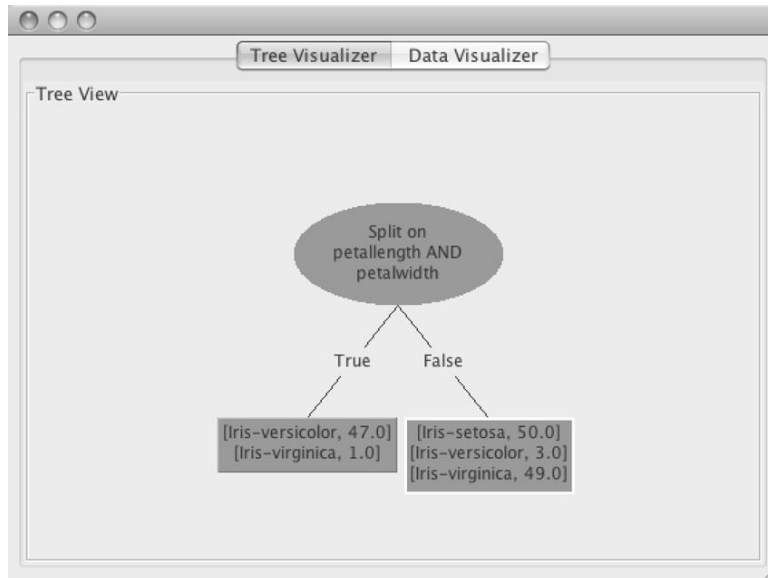 Tree Visualizer Data Visualizer
Tree View
Split on
petallength AND
petalwidth
True False
[Iris-versicolor, 47.0]
[Iris-virginica, 1.0]
[Iris-setosa, 50.0]
[Iris-versicolor, 3.0]
[Iris-virginica, 49.0]